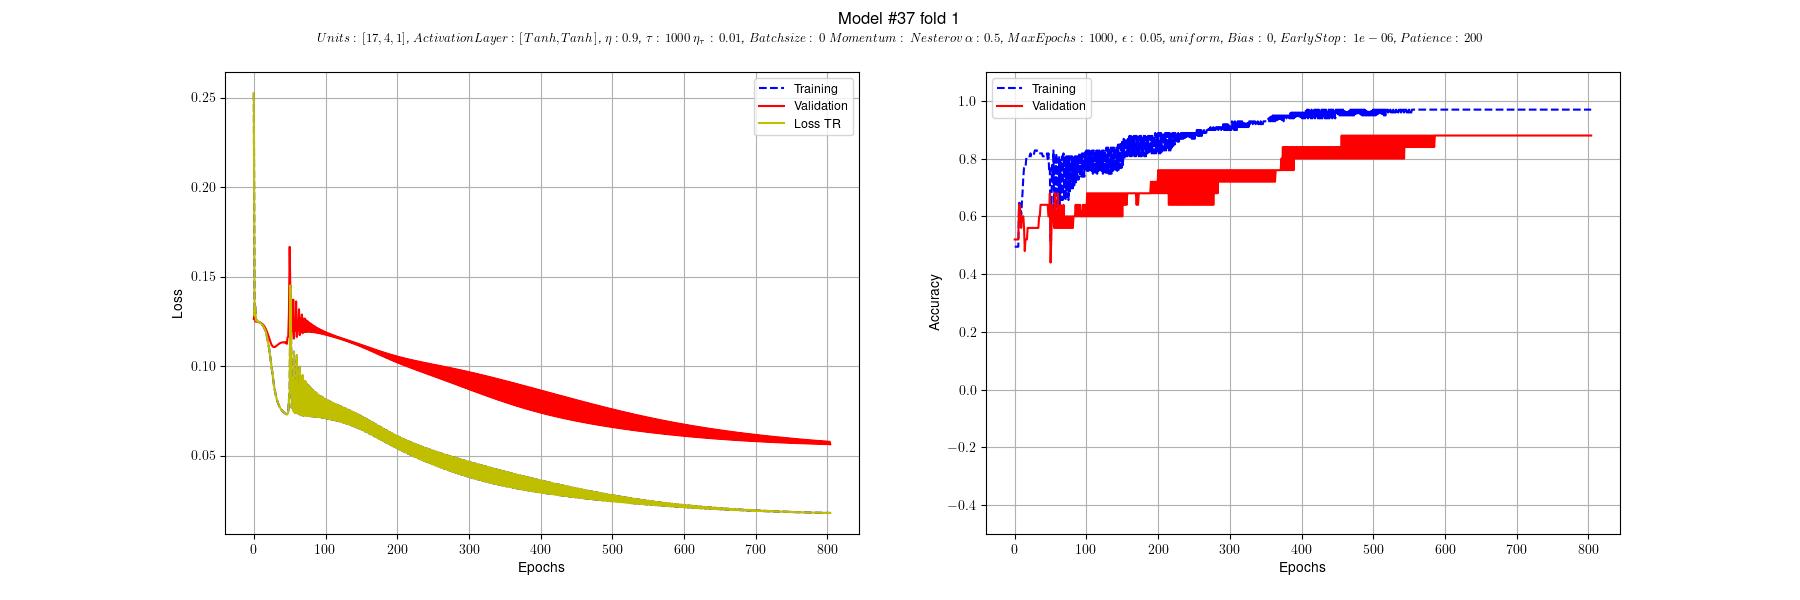 Model #37 fold 1
Units : [17, 4, 1], ActivationLayer : [Tanh, Tanh], η : 0.9, τ : 1000 ητ : 0.01, Batchsize : 0 Momentum : Nesterov α : 0.5, MaxEpochs : 1000, ϵ : 0.05, uniform, Bias : 0, EarlyStop : 1e − 06, Patience : 200
Training
Validation
Loss TR
0.25
0.20
0.15
0.10
0.05
Loss
0 100 200 300 400 500 600 700 800
Epochs
Training
Validation
1.0
0.8
0.6
0.4
0.2
0.0
−0.2
−0.4
Accuracy
0 100 200 300 400 500 600 700 800
Epochs